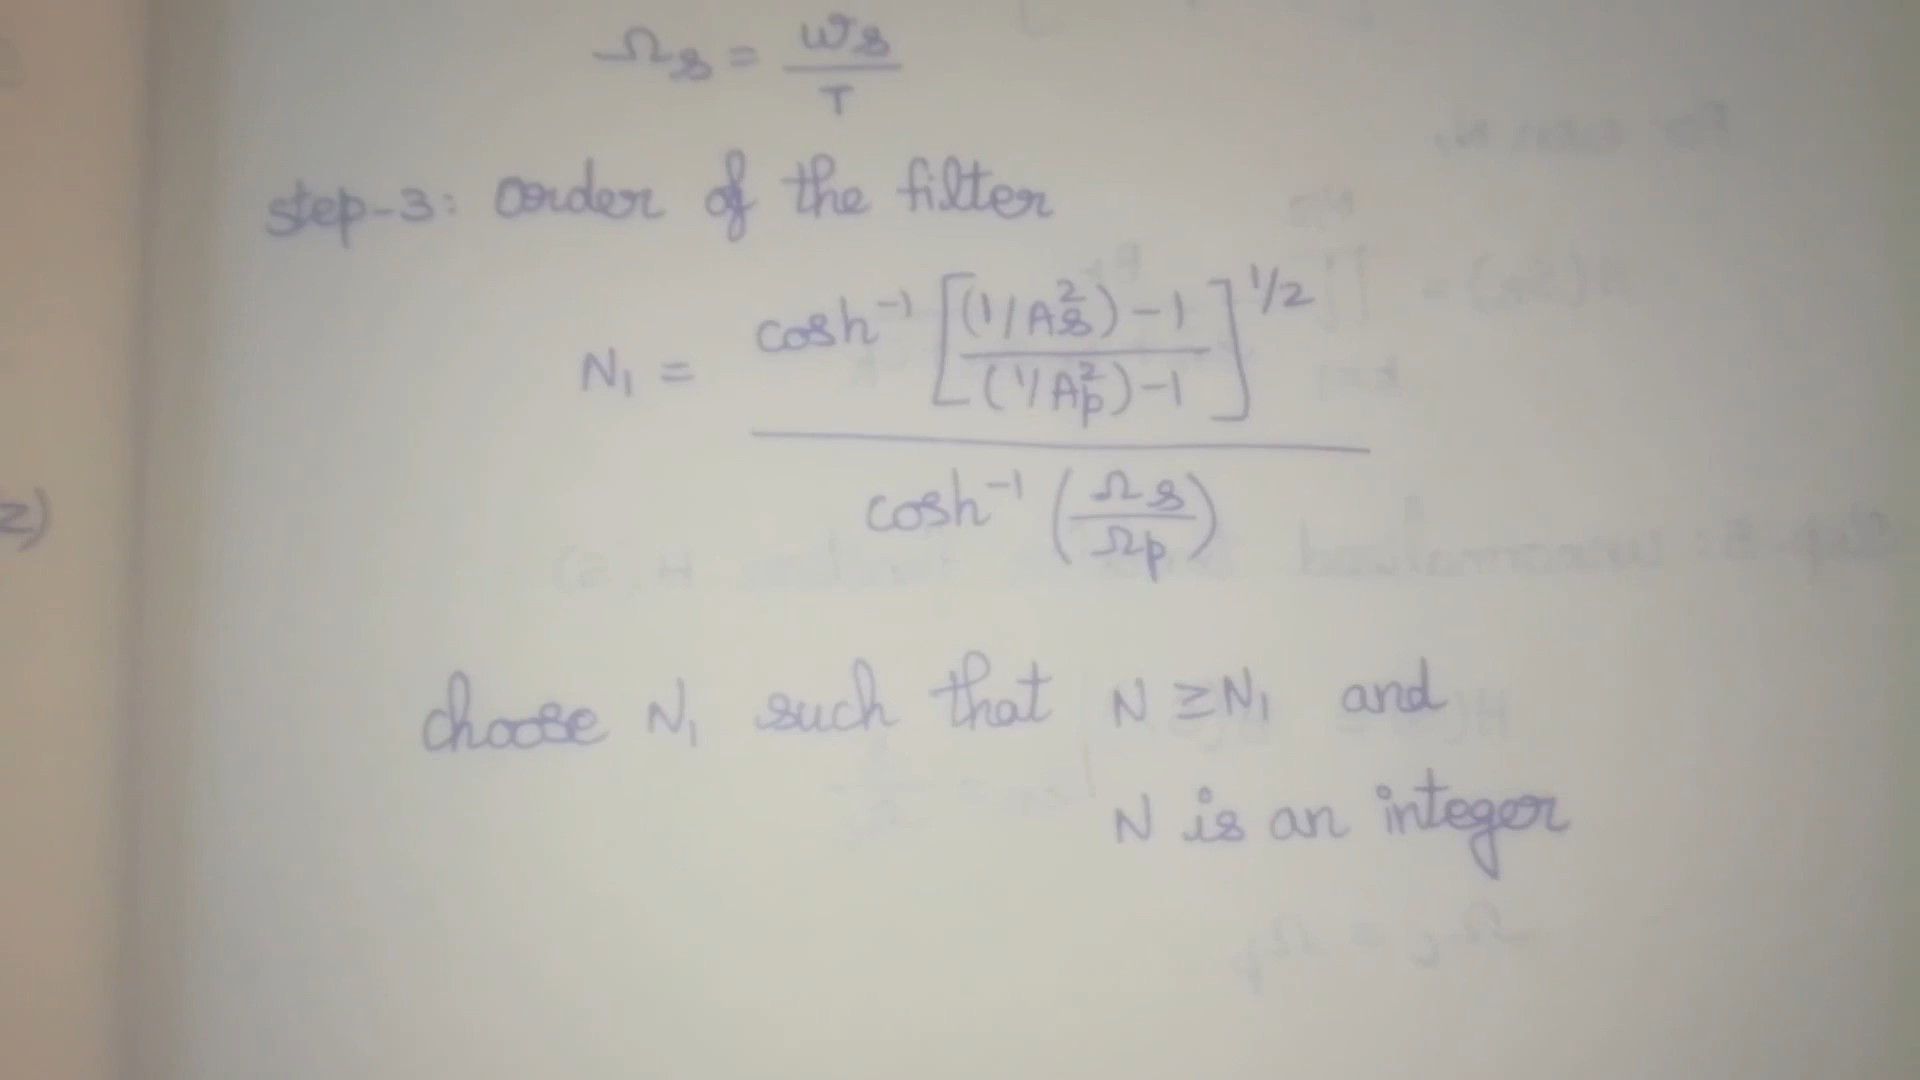 Ωs = ωs / T
step-3: order of the filter
N₁ = cosh⁻¹ [ ((1/As²) - 1) / ((1/Ap²) - 1) ]^1/2 / cosh⁻¹ (Ωs / Ωp)
2)
choose N₁ such that N ≥ N₁ and
N is an integer